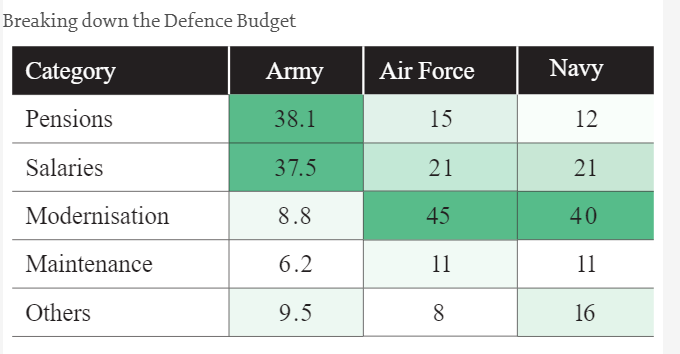 Breaking down the Defence Budget
Category Army Air Force Navy
Pensions 38.1 15 12
Salaries 37.5 21 21
Modernisation 8.8 45 40
Maintenance 6.2 11 11
Others 9.5 8 16